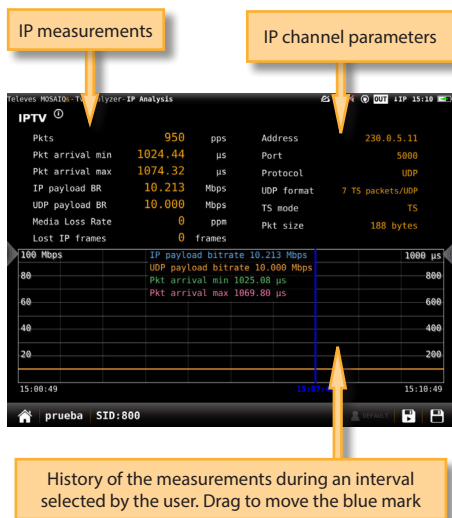 IP measurements
IP channel parameters
Televes MOSAIQ6-TV Analyzer-IP Analysis
OUT ↓IP 15:10
IPTV
Pkts 950 pps
Pkt arrival min 1024.44 µs
Pkt arrival max 1074.32 µs
IP payload BR 10.213 Mbps
UDP payload BR 10.000 Mbps
Media Loss Rate 0 ppm
Lost IP frames 0 frames
Address 230.0.5.11
Port 5000
Protocol UDP
UDP format 7 TS packets/UDP
TS mode TS
Pkt size 188 bytes
100 Mbps
IP payload bitrate 10.213 Mbps
1000 µs
UDP payload bitrate 10.000 Mbps
80
Pkt arrival min 1025.08 µs
800
Pkt arrival max 1069.80 µs
60
600
40
400
20
200
15:00:49
15:10:49
prueba SID:800
DEFAULT
History of the measurements during an interval
selected by the user. Drag to move the blue mark